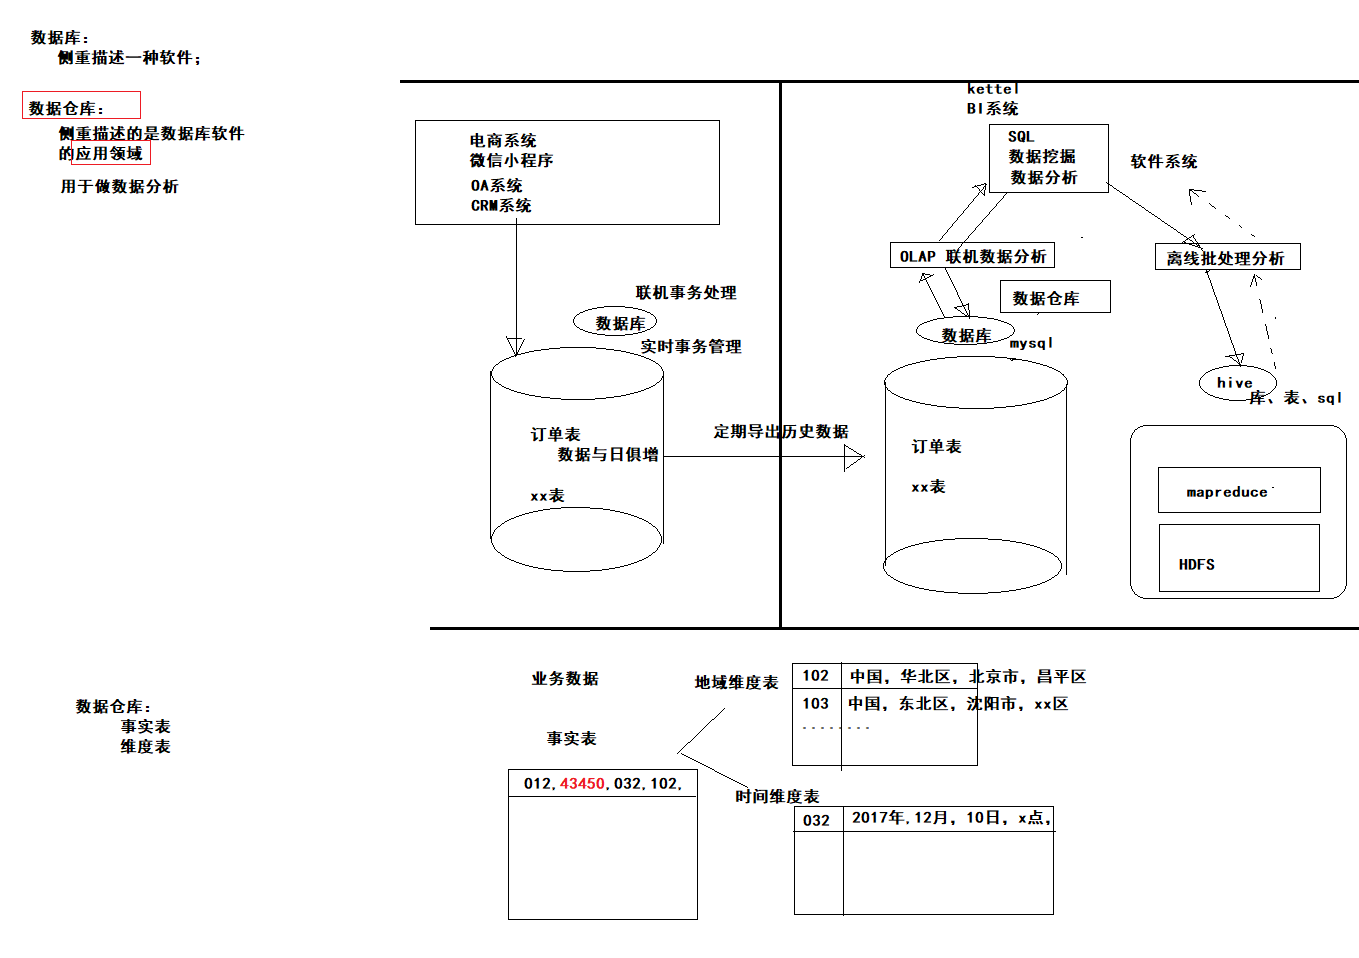 数据库：
侧重描述一种软件；
数据仓库：
侧重描述的是数据库软件
的应用领域
用于做数据分析
电商系统
微信小程序
OA系统
CRM系统
联机事务处理
数据库
实时事务管理
订单表
数据与日俱增
xx表
定期导出历史数据
kettel
BI系统
SQL
数据挖掘
数据分析
软件系统
OLAP 联机数据分析
离线批处理分析
数据仓库
数据库
mysql
hive
库、表、sql
订单表
xx表
mapreduce
HDFS
数据仓库：
事实表
维度表
业务数据
事实表
012,43450,032,102,
地域维度表
102 中国，华北区，北京市，昌平区
103 中国，东北区，沈阳市，xx区
........
时间维度表
032 2017年,12月，10日，x点，